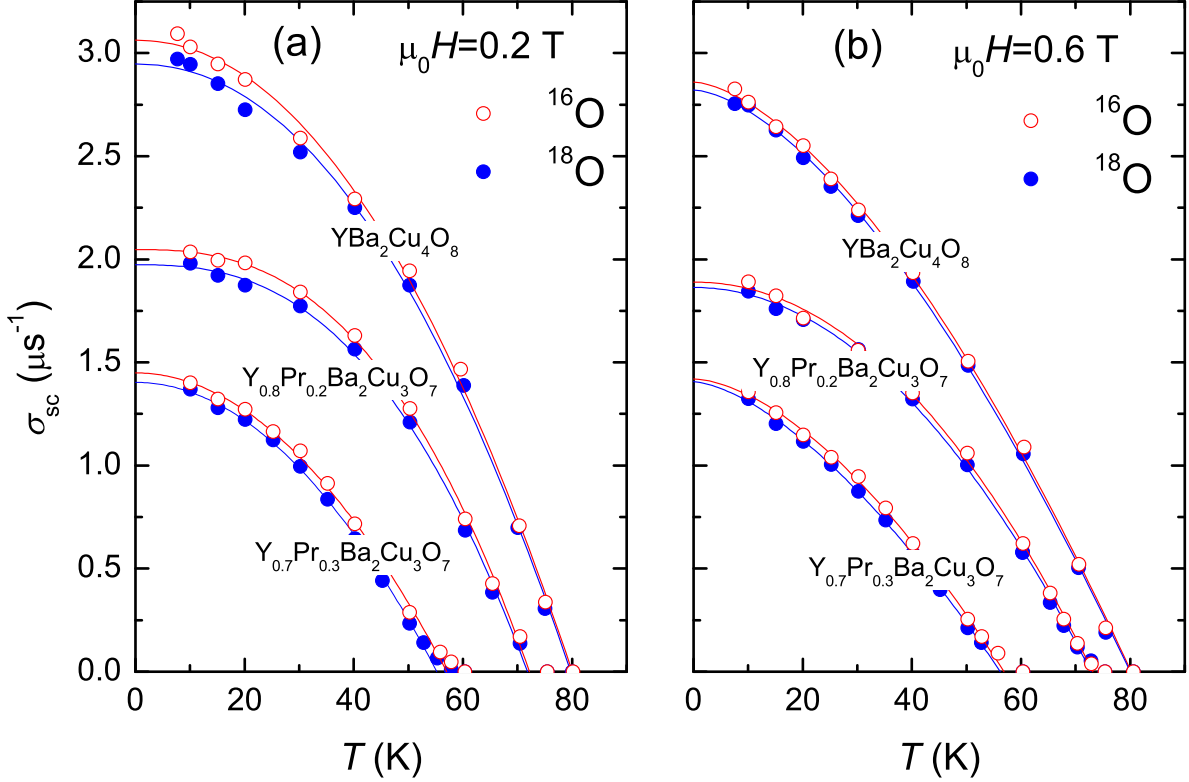 (a) μ₀H=0.2 T
¹⁶O
¹⁸O
YBa₂Cu₄O₈
Y₀.₈Pr₀.₂Ba₂Cu₃O₇
Y₀.₇Pr₀.₃Ba₂Cu₃O₇
3.0
2.5
2.0
1.5
1.0
0.5
0.0
σsc (μs⁻¹)
0 20 40 60 80
T (K)
(b) μ₀H=0.6 T
¹⁶O
¹⁸O
YBa₂Cu₄O₈
Y₀.₈Pr₀.₂Ba₂Cu₃O₇
Y₀.₇Pr₀.₃Ba₂Cu₃O₇
0 20 40 60 80
T (K)